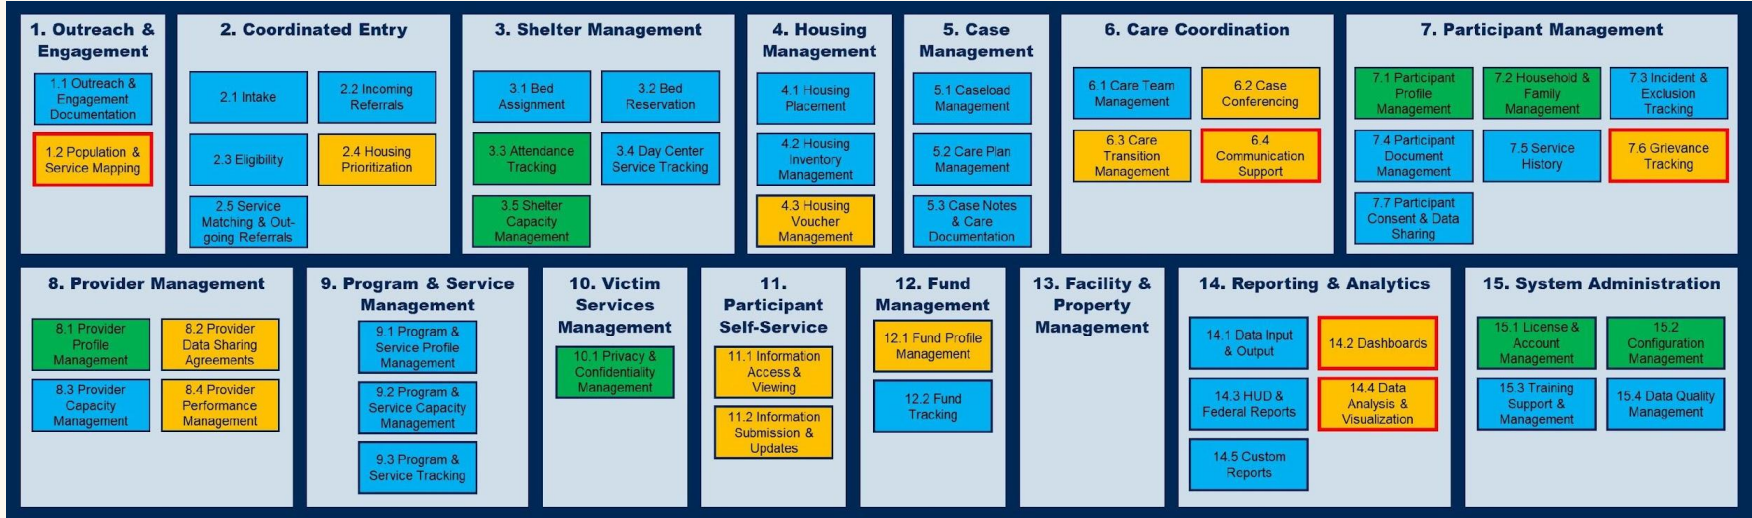 1. Outreach &
Engagement
1.1 Outreach &
Engagement
Documentation
1.2 Population &
Service Mapping
2. Coordinated Entry
2.1 Intake
2.2 Incoming
Referrals
2.3 Eligibility
2.4 Housing
Prioritization
2.5 Service
Matching & Out-
going Referrals
3. Shelter Management
3.1 Bed
Assignment
3.2 Bed
Reservation
3.3 Attendance
Tracking
3.4 Day Center
Service Tracking
3.5 Shelter
Capacity
Management
4. Housing
Management
4.1 Housing
Placement
4.2 Housing
Inventory
Management
4.3 Housing
Voucher
Management
5. Case
Management
5.1 Caseload
Management
5.2 Care Plan
Management
5.3 Case Notes
& Care
Documentation
6. Care Coordination
6.1 Care Team
Management
6.2 Case
Conferencing
6.3 Care
Transition
Management
6.4
Communication
Support
7. Participant Management
7.1 Participant
Profile
Management
7.2 Household &
Family
Management
7.3 Incident &
Exclusion
Tracking
7.4 Participant
Document
Management
7.5 Service
History
7.6 Grievance
Tracking
7.7 Participant
Consent & Data
Sharing
8. Provider Management
8.1 Provider
Profile
Management
8.2 Provider
Data Sharing
Agreements
8.3 Provider
Capacity
Management
8.4 Provider
Performance
Management
9. Program & Service
Management
9.1 Program &
Service Profile
Management
9.2 Program &
Service Capacity
Management
9.3 Program &
Service Tracking
10. Victim
Services
Management
10.1 Privacy &
Confidentiality
Management
11.
Participant
Self-Service
11.1 Information
Access &
Viewing
11.2 Information
Submission &
Updates
12. Fund
Management
12.1 Fund Profile
Management
12.2 Fund
Tracking
13. Facility &
Property
Management
14. Reporting & Analytics
14.1 Data Input
& Output
14.2 Dashboards
14.3 HUD &
Federal Reports
14.4 Data
Analysis &
Visualization
14.5 Custom
Reports
15. System Administration
15.1 License &
Account
Management
15.2
Configuration
Management
15.3 Training
Support &
Management
15.4 Data Quality
Management